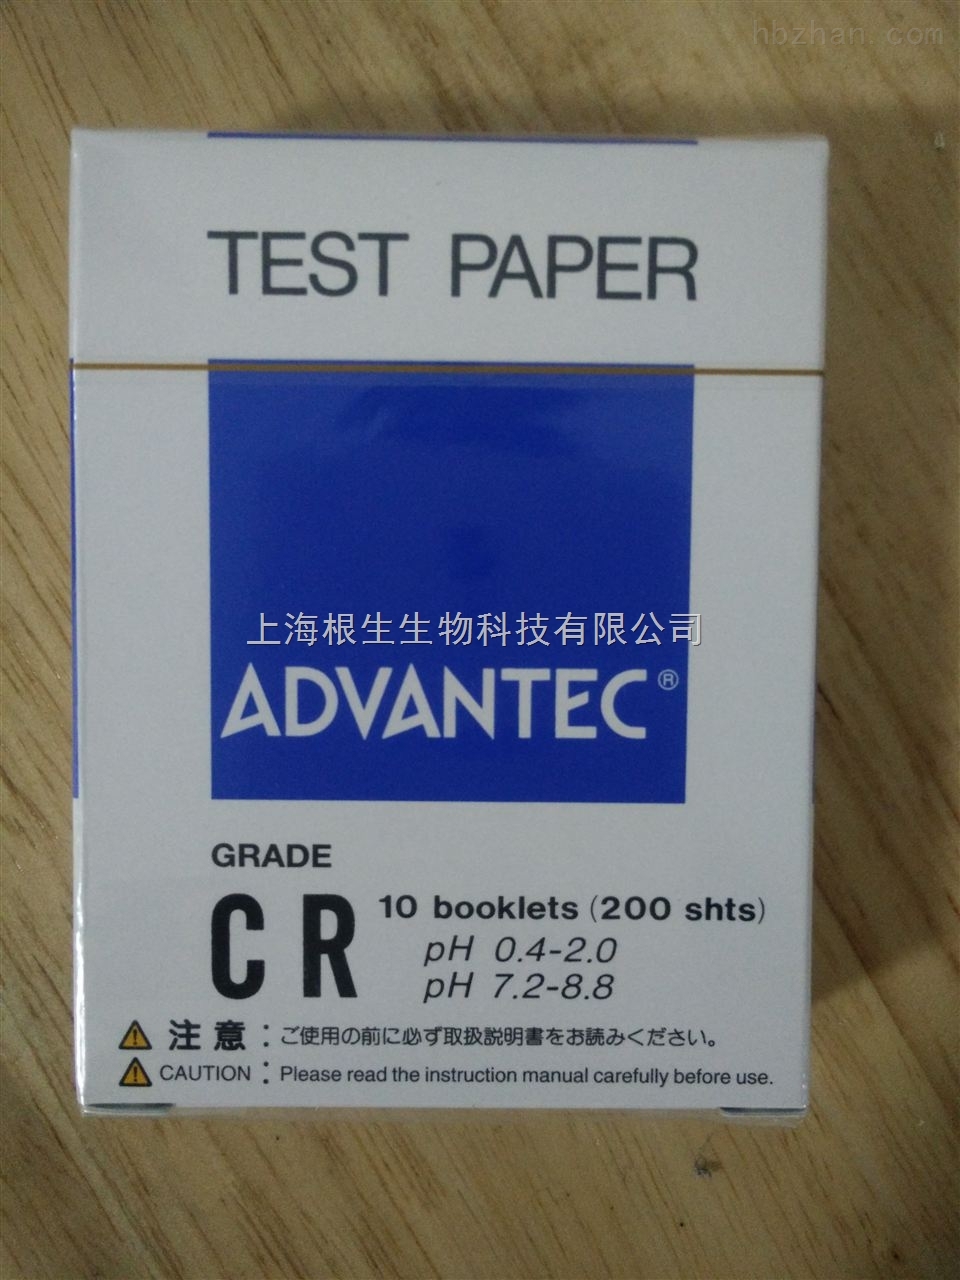 hbzhan.com
TEST PAPER
上海根生生物科技有限公司
ADVANTEC®
GRADE
CR
10 booklets (200 shts)
pH 0.4-2.0
pH 7.2-8.8
注意：ご使用の前に必ず取扱説明書をお読みください。
CAUTION : Please read the instruction manual carefully before use.